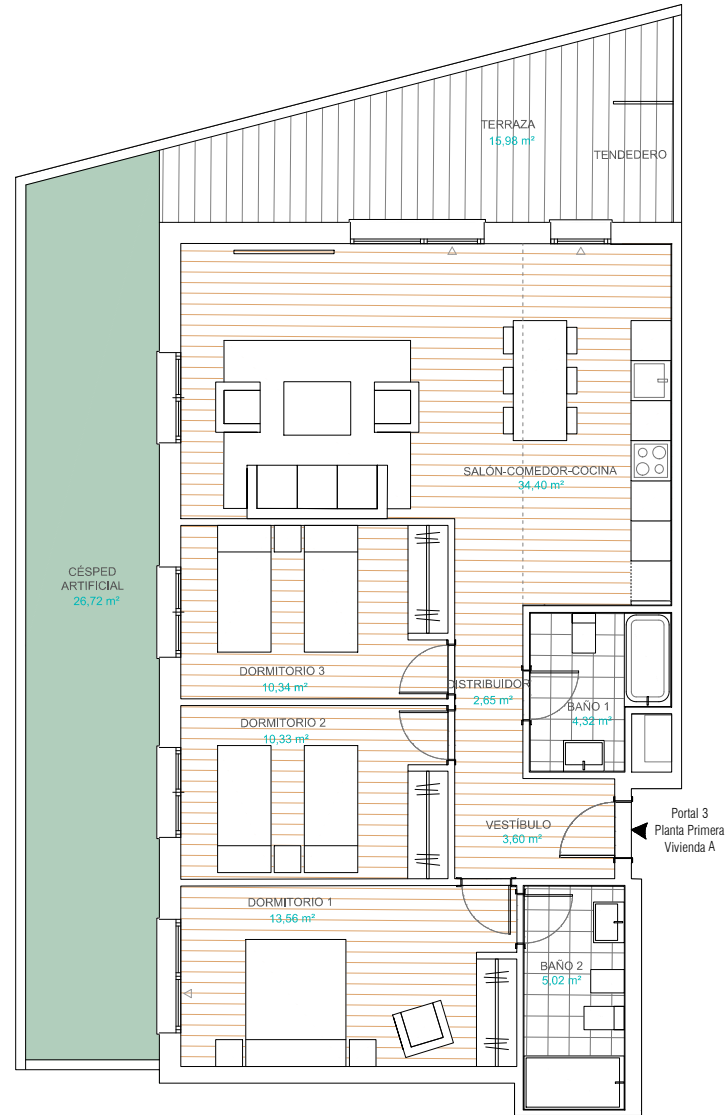 TERRAZA
15,98 m²
TENDEDERO
SALÓN-COMEDOR-COCINA
34,40 m²
CÉSPED
ARTIFICIAL
26,72 m²
DORMITORIO 3
10,34 m²
DISTRIBUIDOR
2,65 m²
BAÑO 1
4,32 m²
DORMITORIO 2
10,33 m²
VESTÍBULO
3,60 m²
Portal 3
Planta Primera
Vivienda A
DORMITORIO 1
13,56 m²
BAÑO 2
5,02 m²